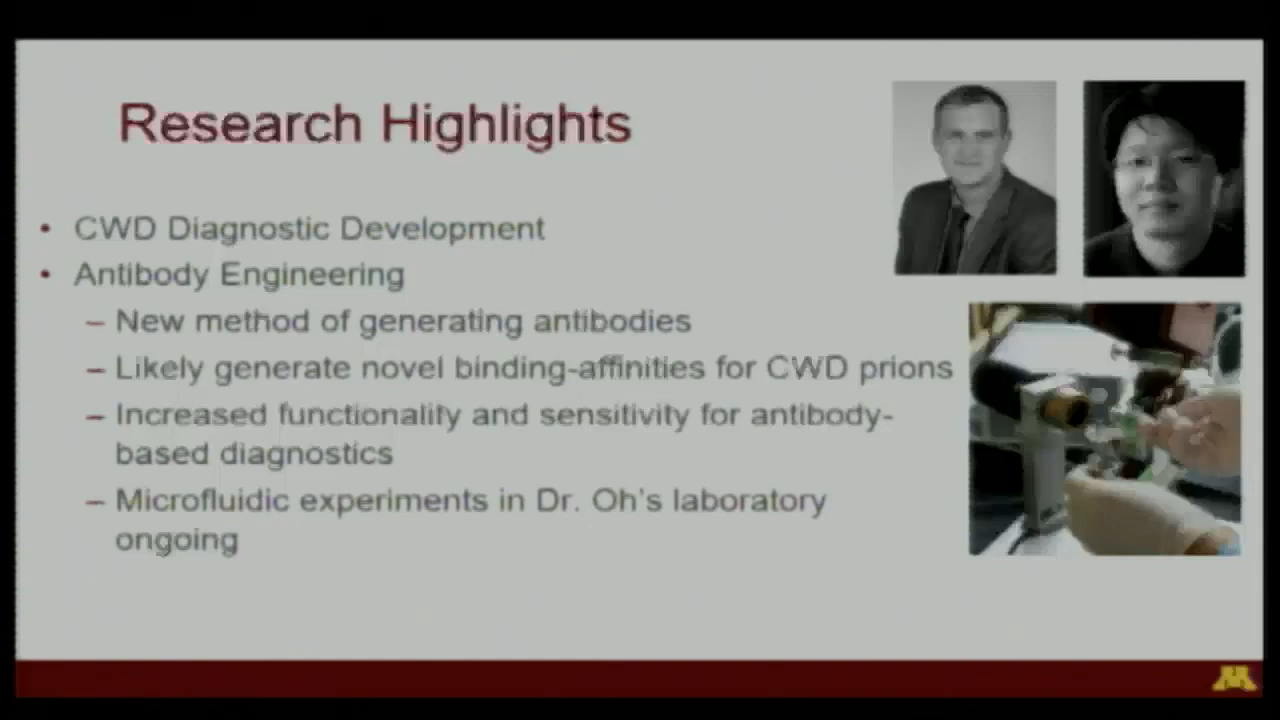 Research Highlights
• CWD Diagnostic Development
• Antibody Engineering
– New method of generating antibodies
– Likely generate novel binding-affinities for CWD prions
– Increased functionality and sensitivity for antibody-
based diagnostics
– Microfluidic experiments in Dr. Oh's laboratory
ongoing
M